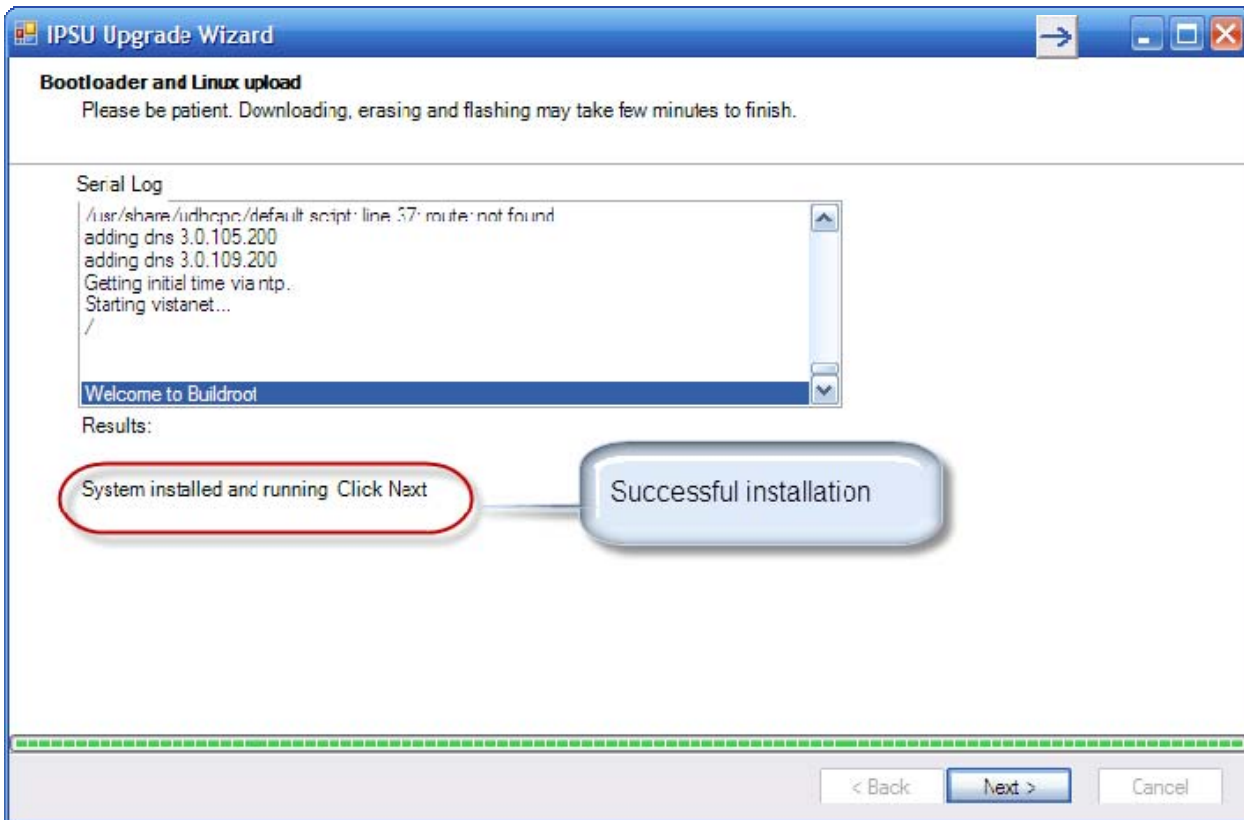 IPSU Upgrade Wizard
Bootloader and Linux upload
Please be patient. Downloading, erasing and flashing may take few minutes to finish.
Serial Log
/usr/share/udhcpc/default.script: line 37: route: not found
adding dns 3.0.105.200
adding dns 3.0.109.200
Getting initial time via ntp.
Starting vistanet...
/
Welcome to Buildroot
Results:
System installed and running Click Next
Successful installation
< Back
Next >
Cancel